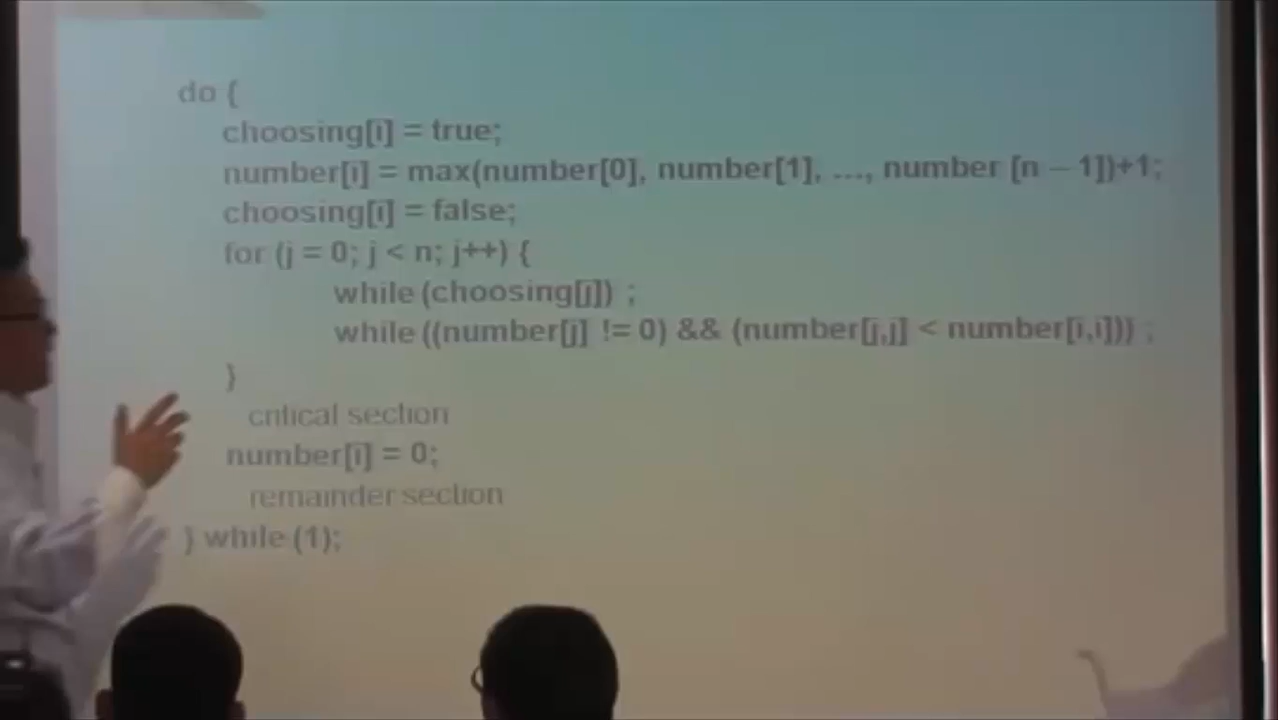 do {
choosing[i] = true;
number[i] = max(number[0], number[1], …, number [n – 1])+1;
choosing[i] = false;
for (j = 0; j < n; j++) {
while (choosing[j]) ;
while ((number[j] != 0) && (number[j,j] < number[i,i])) ;
}
critical section
number[i] = 0;
remainder section
} while (1);